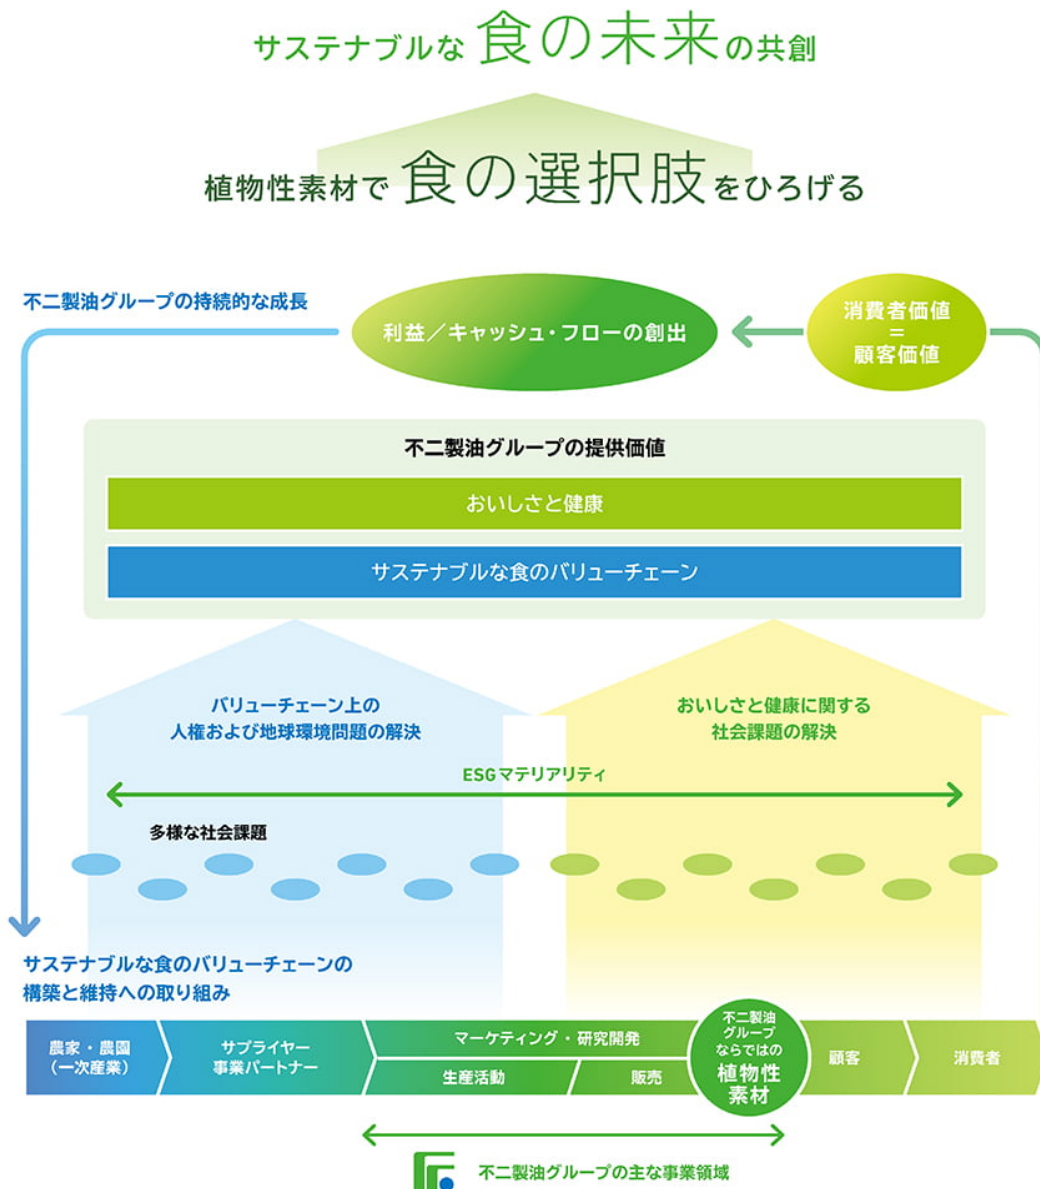 サステナブルな 食の未来の共創
植物性素材で 食の選択肢をひろげる
不二製油グループの持続的な成長
利益／キャッシュ・フローの創出
消費者価値
＝
顧客価値
不二製油グループの提供価値
おいしさと健康
サステナブルな食のバリューチェーン
バリューチェーン上の
人権および地球環境問題の解決
おいしさと健康に関する
社会課題の解決
ESGマテリアリティ
多様な社会課題
サステナブルな食のバリューチェーンの
構築と維持への取り組み
農家・農園
（一次産業）
サプライヤー
事業パートナー
マーケティング・研究開発
生産活動
販売
不二製油
グループ
ならではの
植物性
素材
顧客
消費者
不二製油グループの主な事業領域